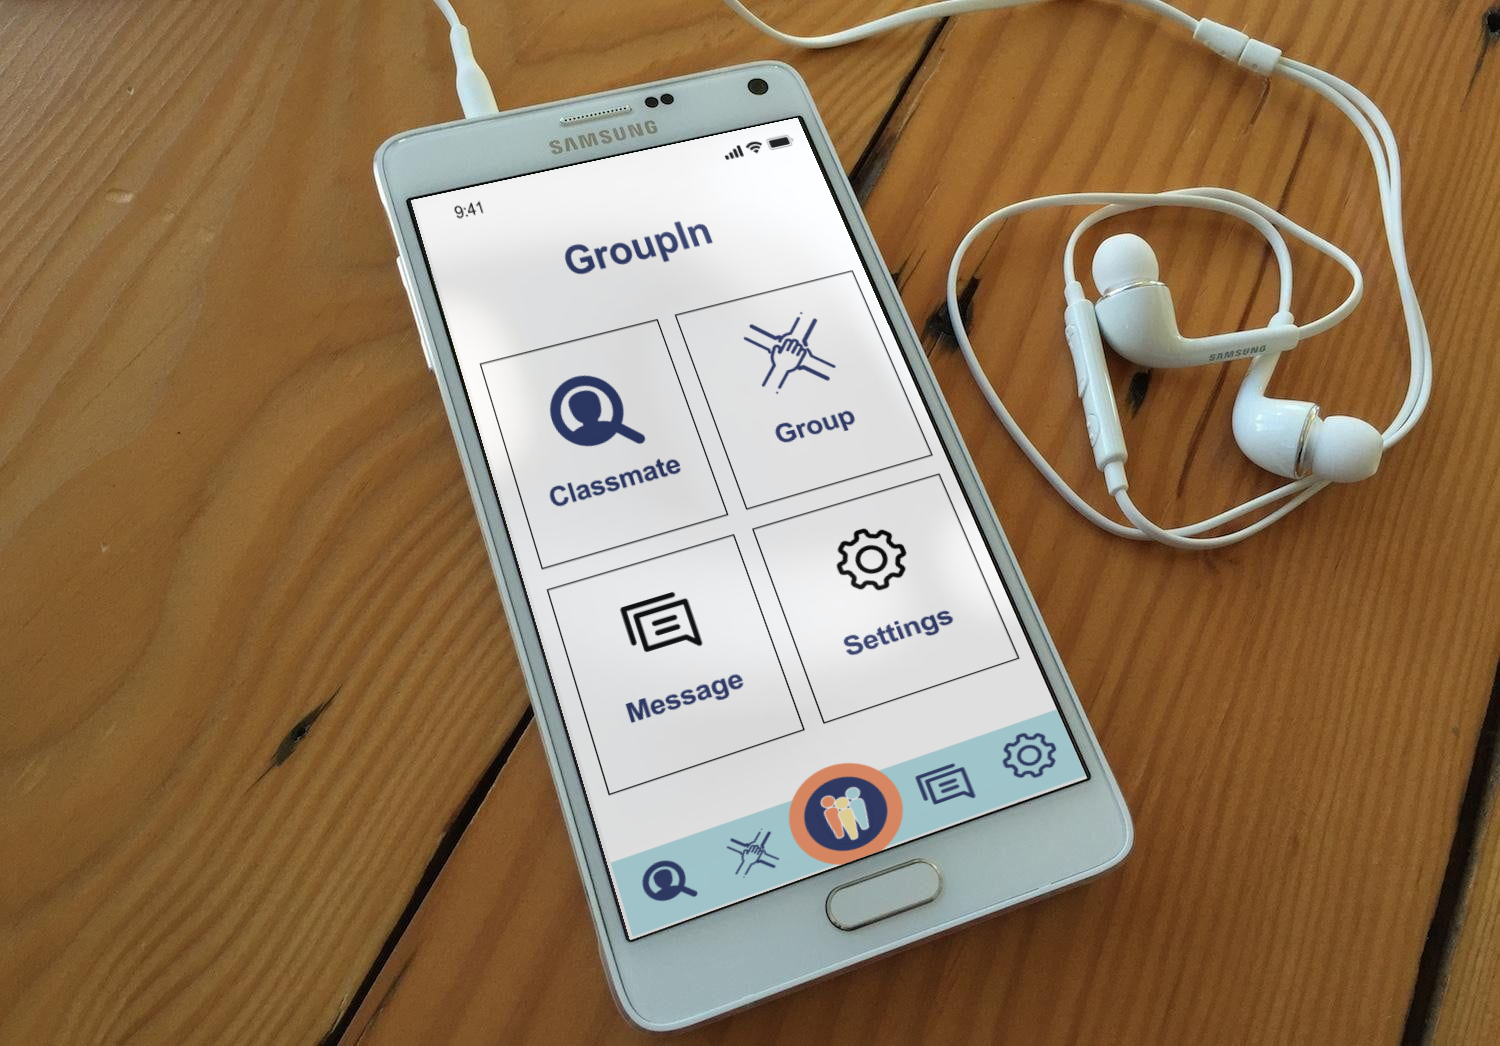 SAMSUNG
9:41
GroupIn
Classmate
Group
Message
Settings
SAMSUNG